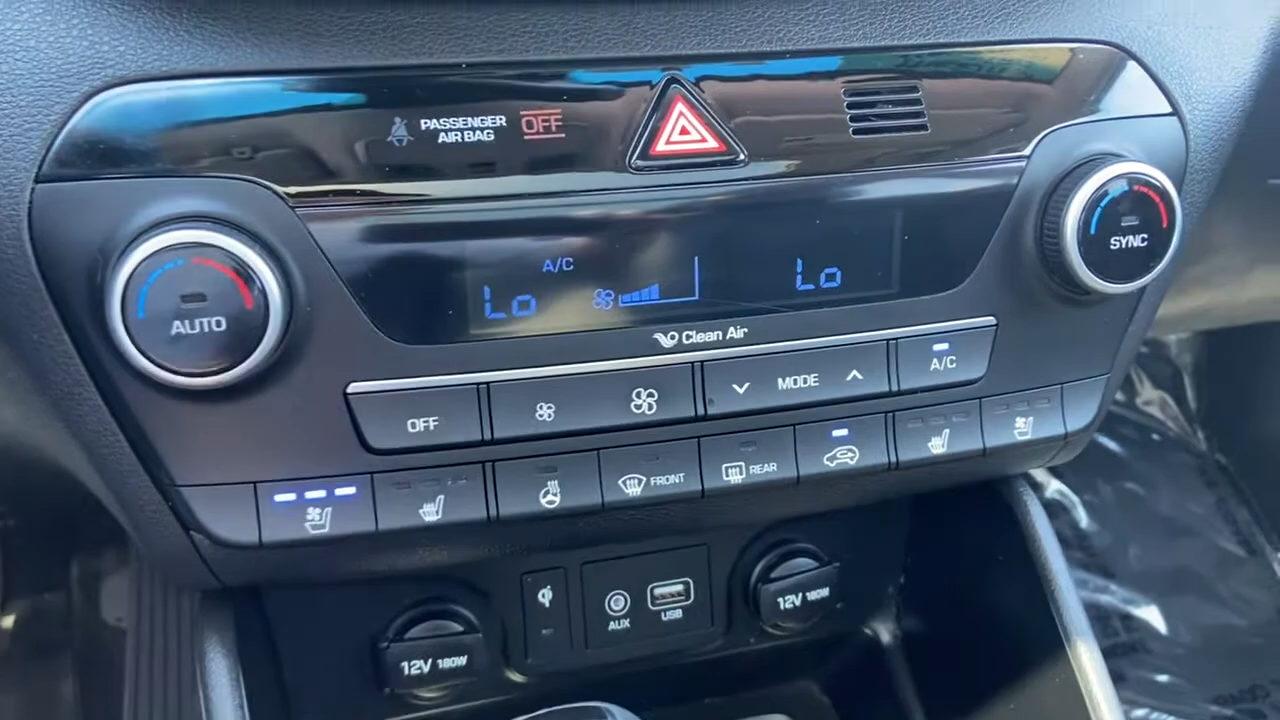 PASSENGER
AIR BAG
OFF
A/C
Lo
Lo
AUTO
SYNC
Clean Air
OFF
MODE
A/C
FRONT
REAR
12V 180W
AUX
USB
12V 180W